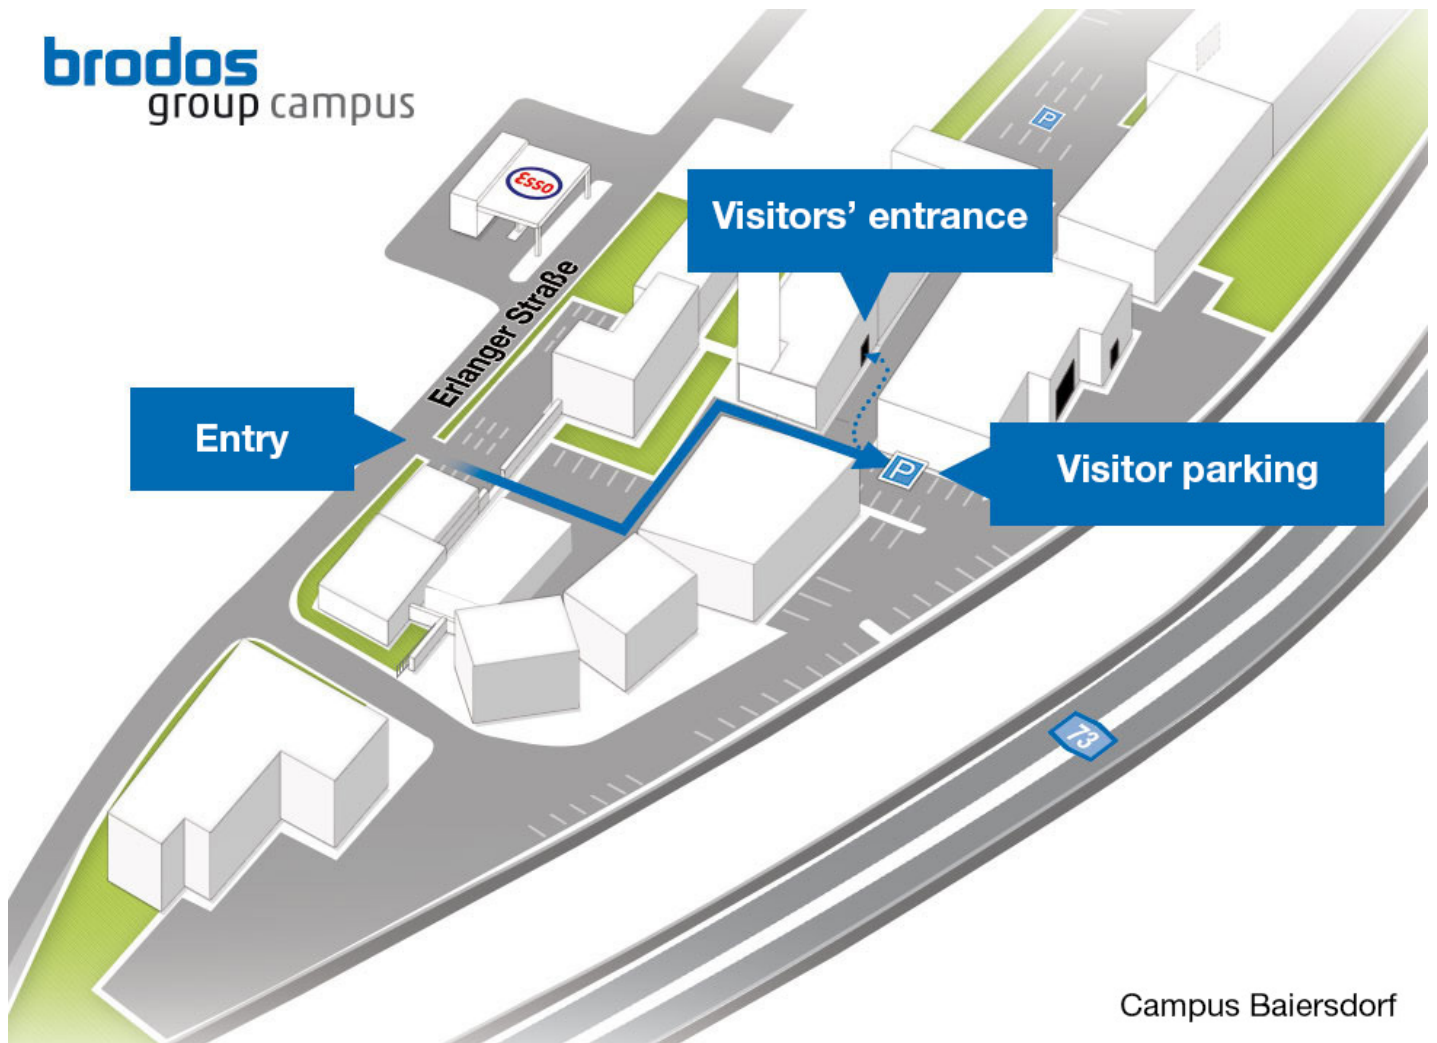 brodos
group campus
Esso
P
Visitors’ entrance
Erlanger Straße
Entry
P
Visitor parking
73
Campus Baiersdorf